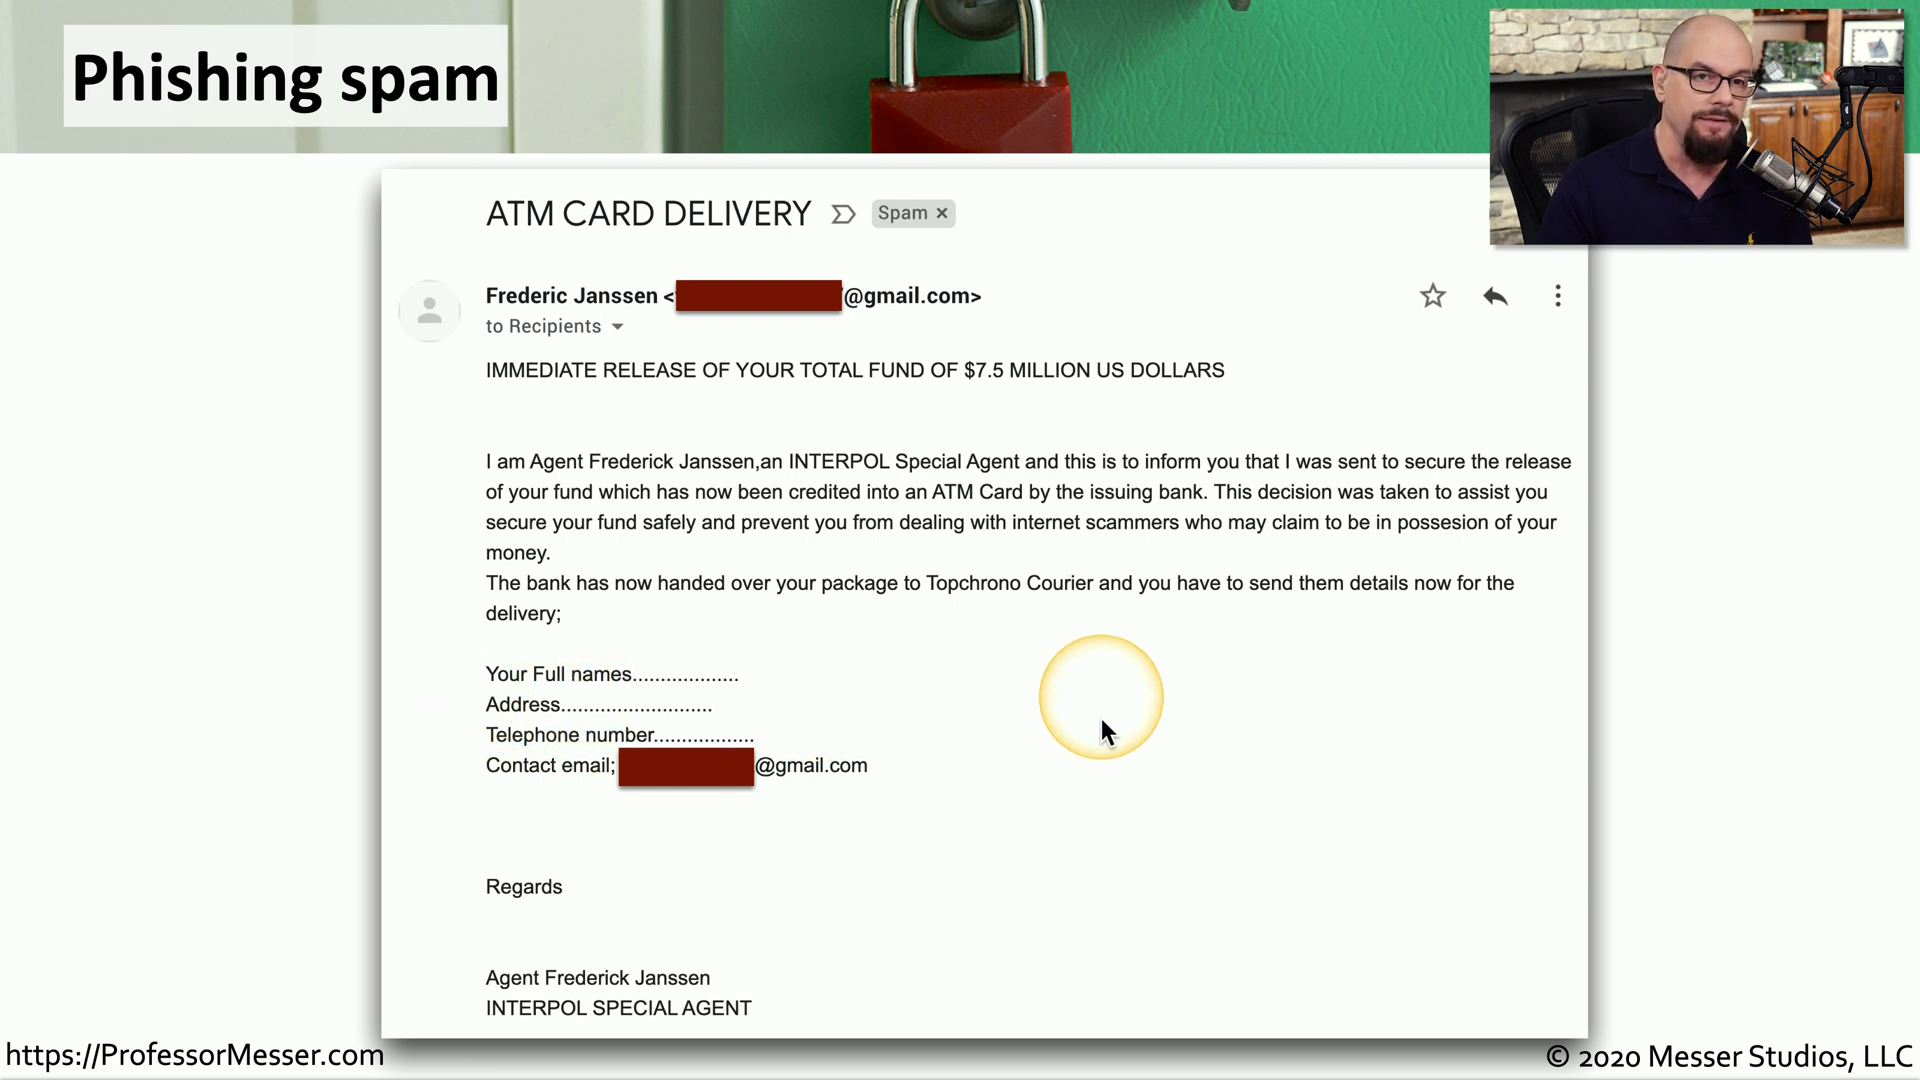 Phishing spam
ATM CARD DELIVERY
Spam ×
Frederic Janssen < @gmail.com>
to Recipients
IMMEDIATE RELEASE OF YOUR TOTAL FUND OF $7.5 MILLION US DOLLARS
I am Agent Frederick Janssen,an INTERPOL Special Agent and this is to inform you that I was sent to secure the release
of your fund which has now been credited into an ATM Card by the issuing bank. This decision was taken to assist you
secure your fund safely and prevent you from dealing with internet scammers who may claim to be in possesion of your
money.
The bank has now handed over your package to Topchrono Courier and you have to send them details now for the
delivery;
Your Full names...................
Address...........................
Telephone number..................
Contact email; @gmail.com
Regards
Agent Frederick Janssen
INTERPOL SPECIAL AGENT
https://ProfessorMesser.com
© 2020 Messer Studios, LLC